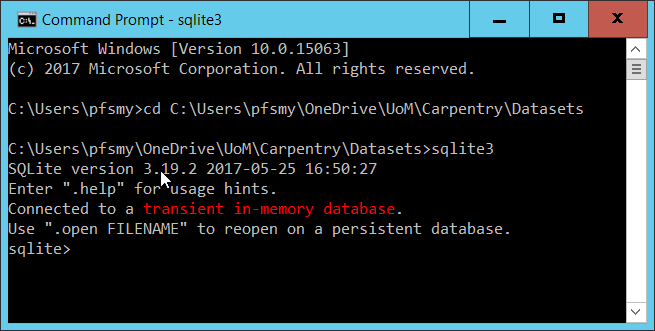 Command Prompt - sqlite3
Microsoft Windows [Version 10.0.15063]
(c) 2017 Microsoft Corporation. All rights reserved.
C:\Users\pfsmy>cd C:\Users\pfsmy\OneDrive\UoM\Carpentry\Datasets
C:\Users\pfsmy\OneDrive\UoM\Carpentry\Datasets>sqlite3
SQLite version 3.19.2 2017-05-25 16:50:27
Enter ".help" for usage hints.
Connected to a transient in-memory database.
Use ".open FILENAME" to reopen on a persistent database.
sqlite>